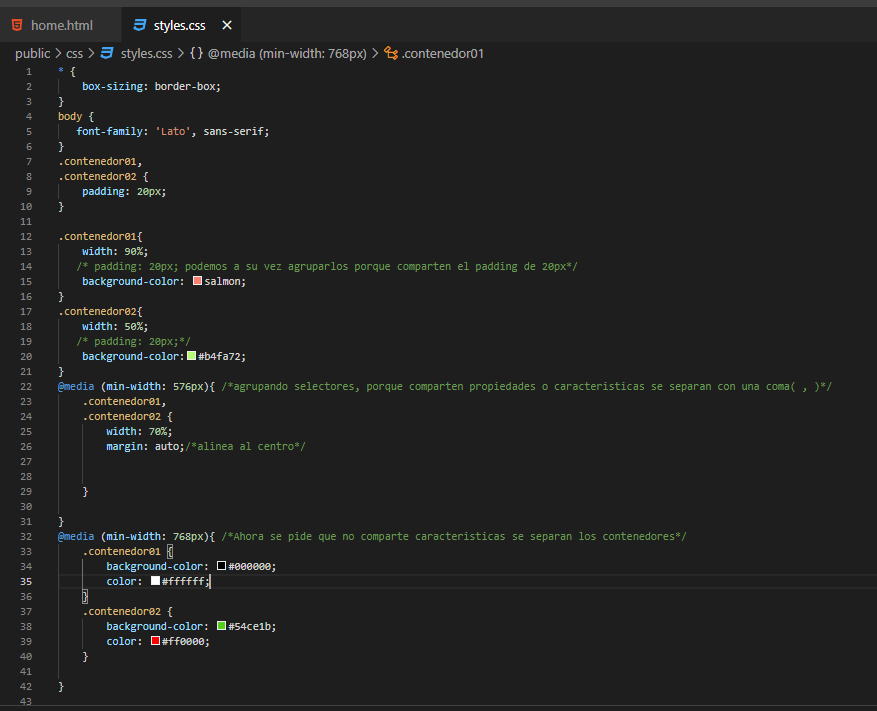 home.html
styles.css
public > css > styles.css > {} @media (min-width: 768px) > .contenedor01
1 * {
2     box-sizing: border-box;
3 }
4 body {
5    font-family: 'Lato', sans-serif;
6 }
7 .contenedor01,
8 .contenedor02 {
9     padding: 20px;
10 }
11
12 .contenedor01{
13     width: 90%;
14    /* padding: 20px; podemos a su vez agruparlos porque comparten el padding de 20px*/
15     background-color: salmon;
16 }
17 .contenedor02{
18     width: 50%;
19    /* padding: 20px;*/
20     background-color:#b4fa72;
21 }
22 @media (min-width: 576px){ /*agrupando selectores, porque comparten propiedades o caracteristicas se separan con una coma( , )*/
23     .contenedor01,
24     .contenedor02 {
25         width: 70%;
26         margin: auto;/*alinea al centro*/
27
28
29     }
30
31 }
32 @media (min-width: 768px){ /*Ahora se pide que no comparte caracteristicas se separan los contenedores*/
33     .contenedor01 {
34         background-color: #000000;
35         color: #ffffff;
36     }
37     .contenedor02 {
38         background-color: #54ce1b;
39         color: #ff0000;
40     }
41
42 }
43